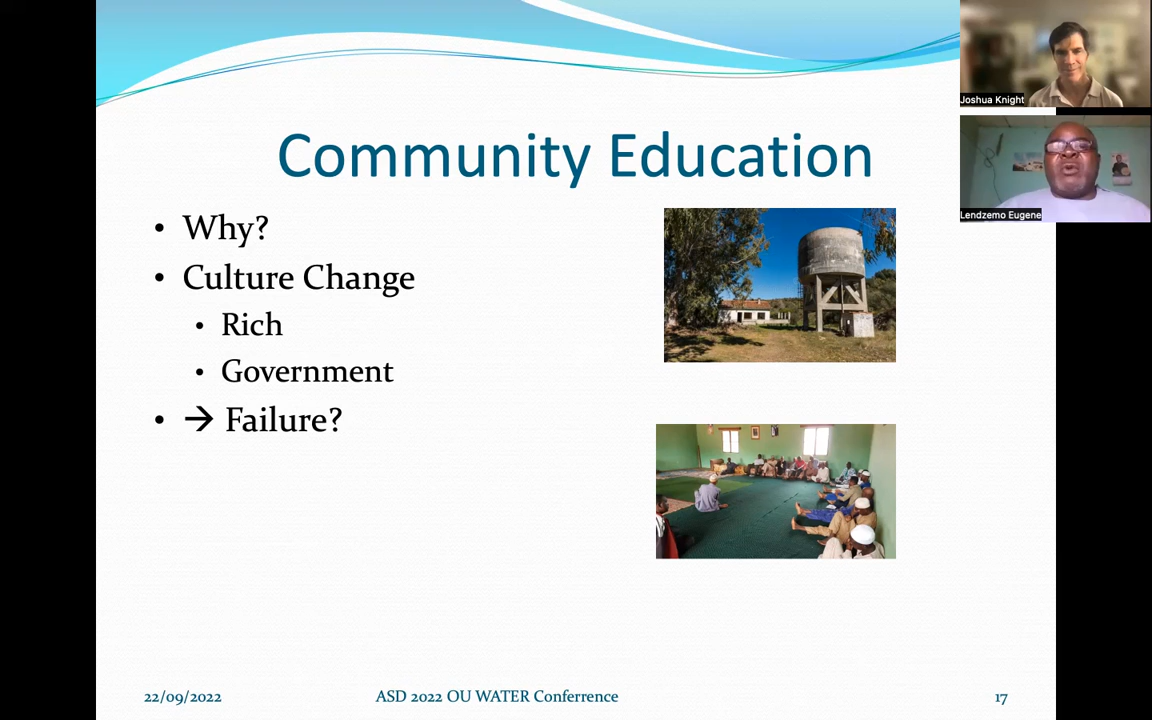 Community Education
• Why?
• Culture Change
• Rich
• Government
• → Failure?
22/09/2022
ASD 2022 OU WATER Conferrence
17
Joshua Knight
Lendzemo Eugene